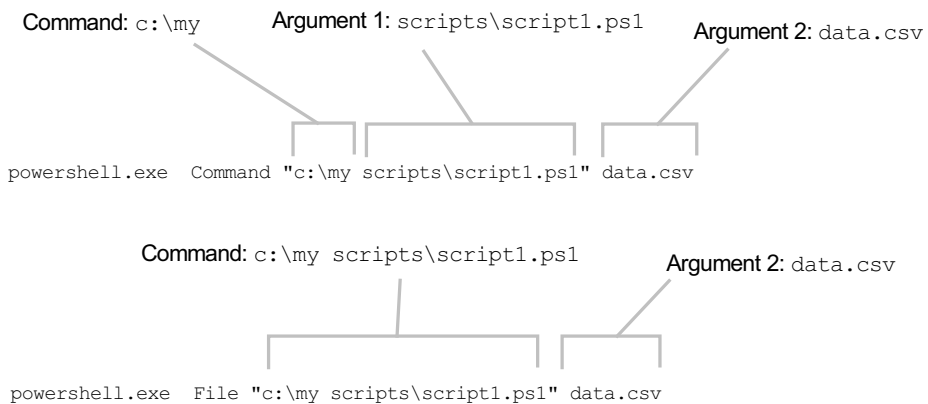 Command: c:\my
Argument 1: scripts\script1.ps1
Argument 2: data.csv
powershell.exe Command "c:\my scripts\script1.ps1" data.csv
Command: c:\my scripts\script1.ps1
Argument 2: data.csv
powershell.exe File "c:\my scripts\script1.ps1" data.csv